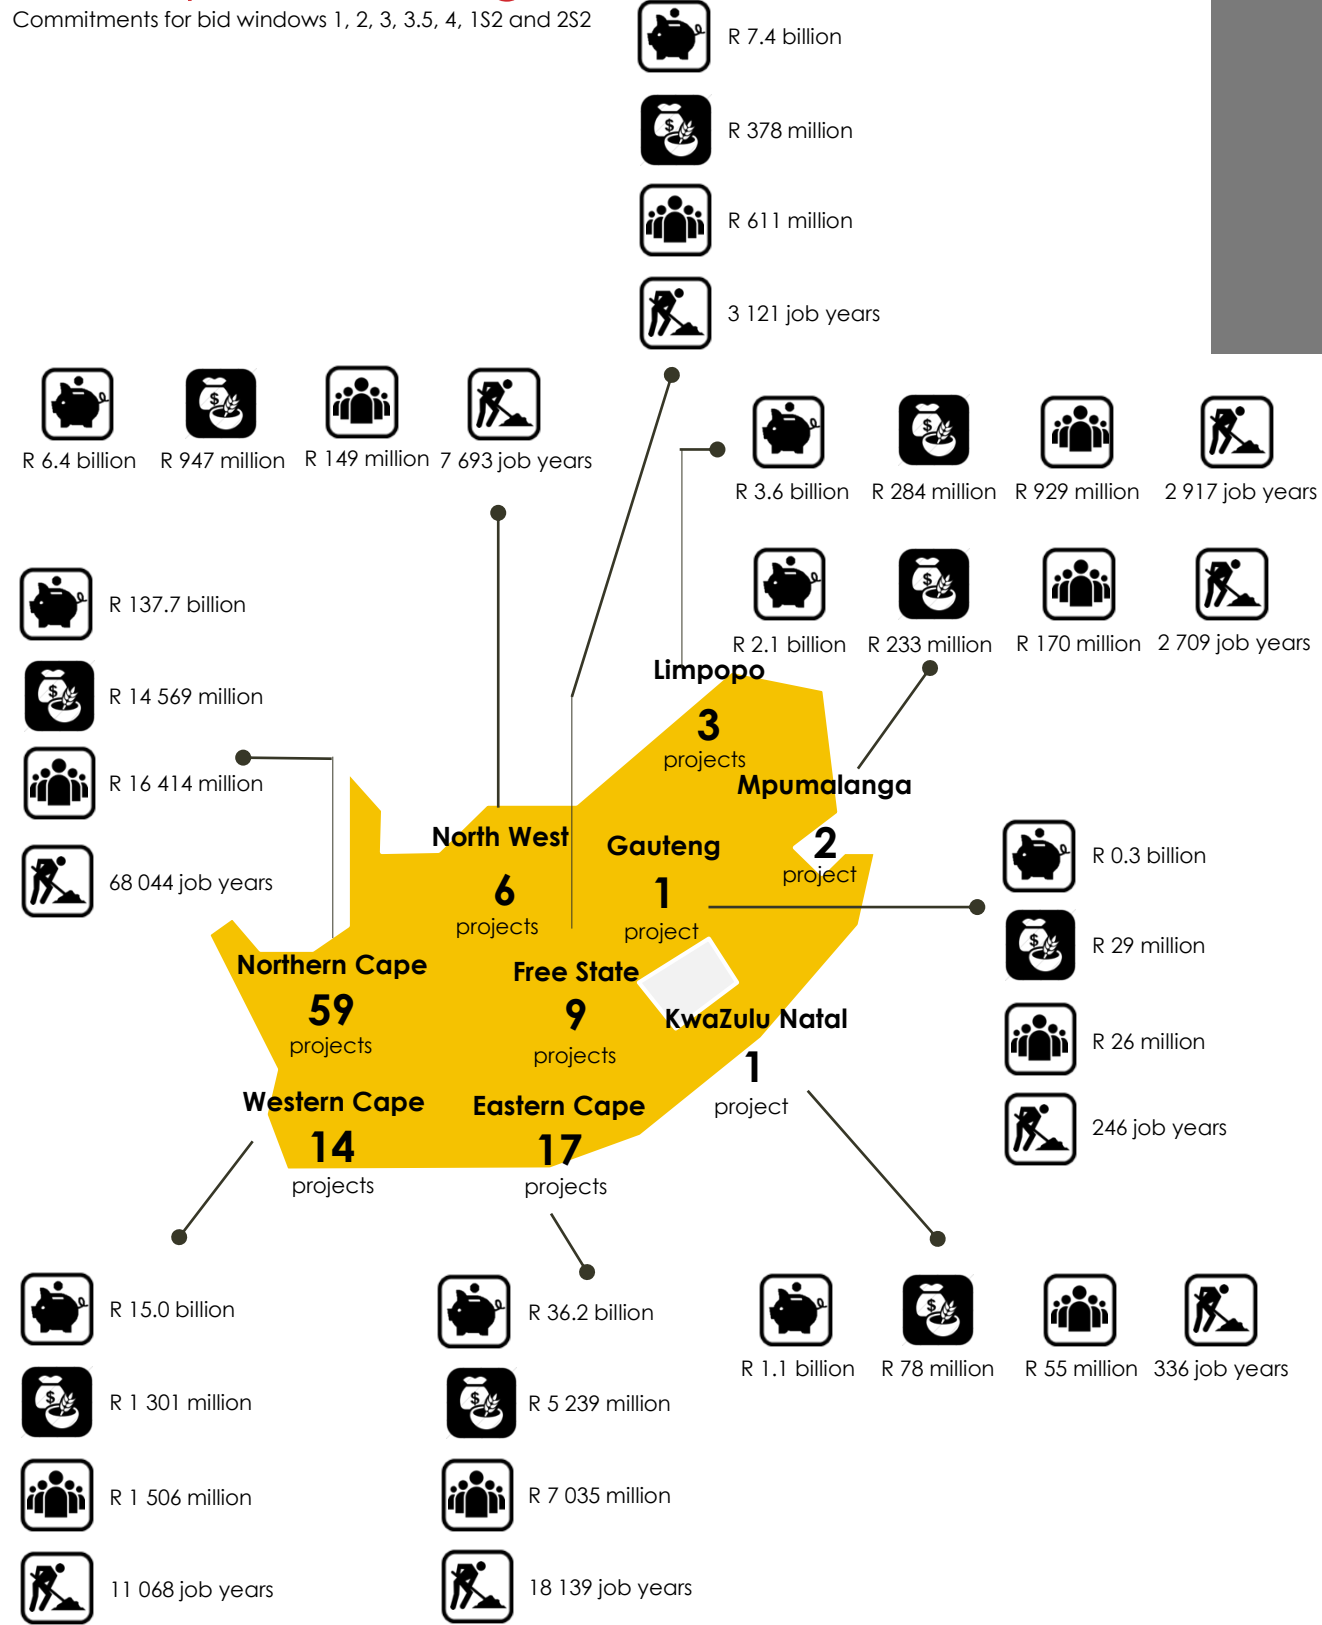 Commitments for bid windows 1, 2, 3, 3.5, 4, 1S2 and 2S2
R 7.4 billion
R 378 million
R 611 million
3 121 job years
R 6.4 billion
R 947 million
R 149 million
7 693 job years
R 3.6 billion
R 284 million
R 929 million
2 917 job years
R 2.1 billion
R 233 million
R 170 million
2 709 job years
R 137.7 billion
R 14 569 million
R 16 414 million
68 044 job years
Limpopo
3
projects
Mpumalanga
2
project
North West
6
projects
Gauteng
1
project
R 0.3 billion
R 29 million
R 26 million
246 job years
Northern Cape
59
projects
Free State
9
projects
KwaZulu Natal
1
project
Western Cape
14
projects
Eastern Cape
17
projects
R 15.0 billion
R 1 301 million
R 1 506 million
11 068 job years
R 36.2 billion
R 5 239 million
R 7 035 million
18 139 job years
R 1.1 billion
R 78 million
R 55 million
336 job years